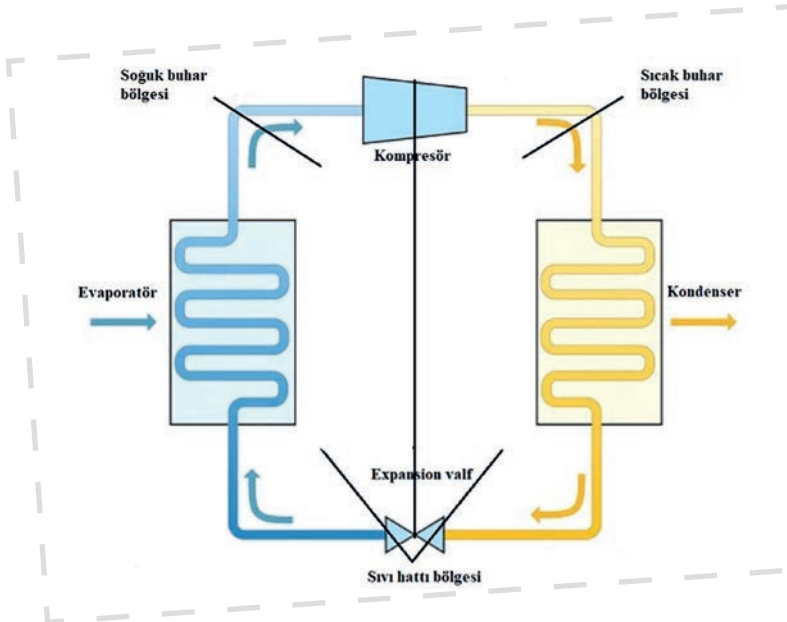 Soğuk buhar
bölgesi
Sıcak buhar
bölgesi
Kompresör
Evaporatör
Kondenser
Expansion valf
Sıvı hattı bölgesi